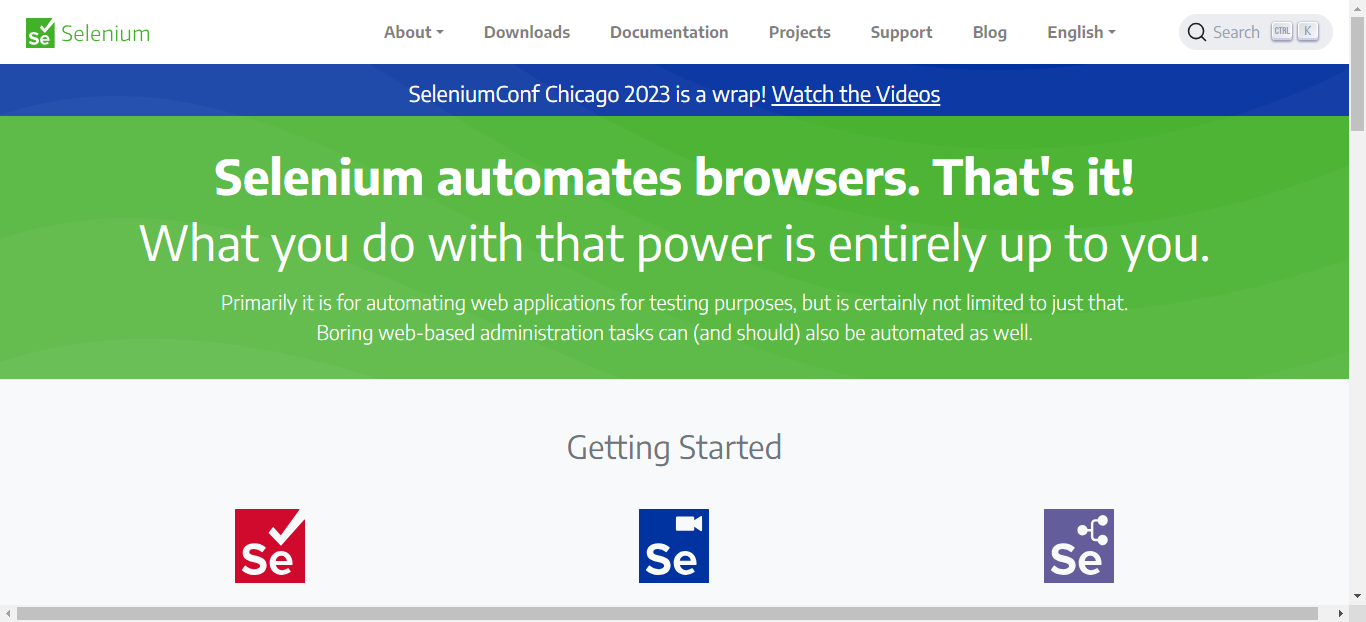 Se Selenium About Downloads Documentation Projects Support Blog English Search CTRL K
SeleniumConf Chicago 2023 is a wrap! Watch the Videos
Selenium automates browsers. That's it!
What you do with that power is entirely up to you.
Primarily it is for automating web applications for testing purposes, but is certainly not limited to just that.
Boring web-based administration tasks can (and should) also be automated as well.
Getting Started
Se Se Se